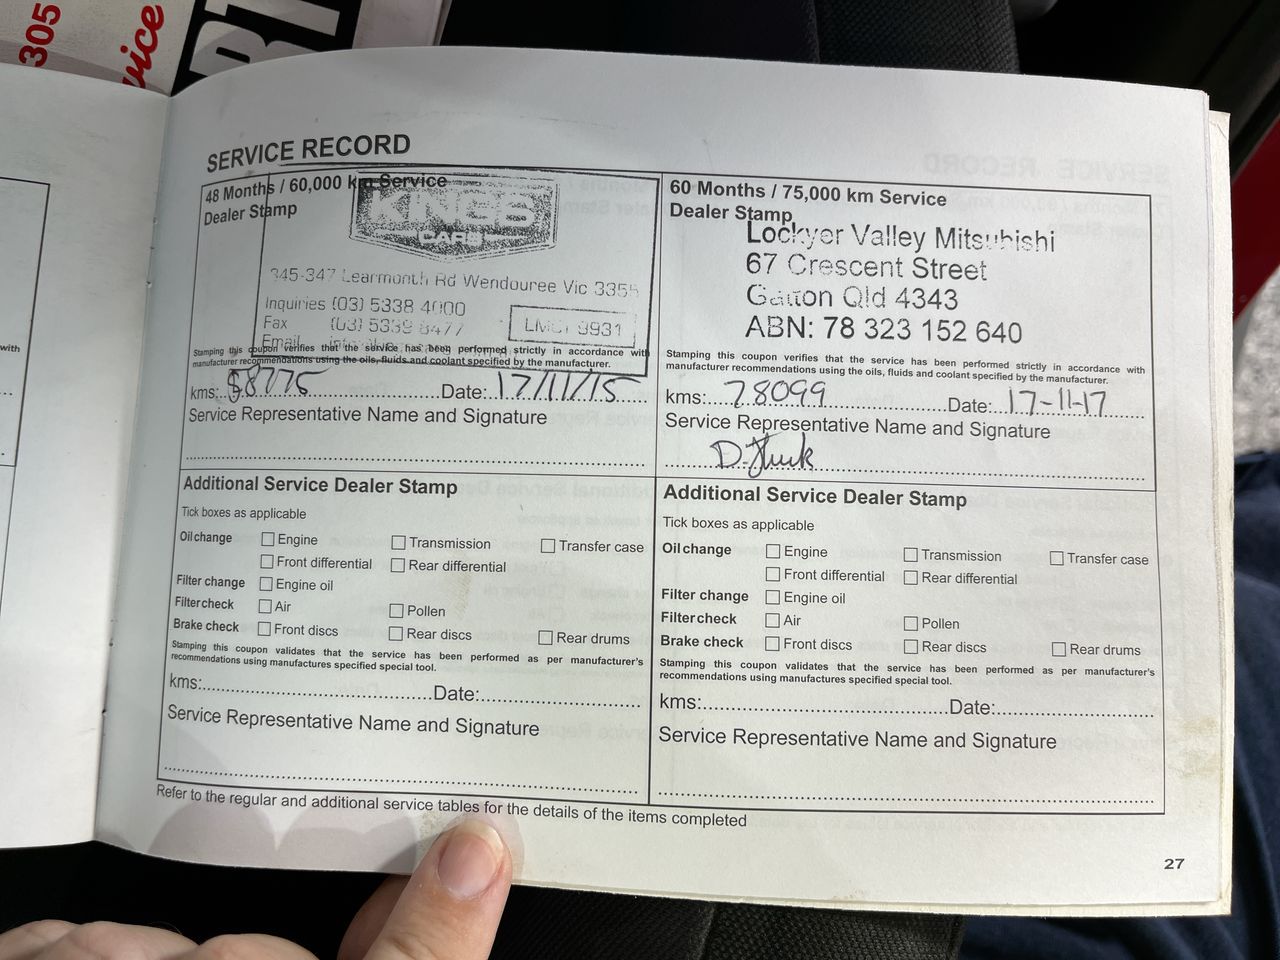 305
vice
SERVICE RECORD
48 Months / 60,000 km Service
Dealer Stamp
KINGS
CARS
345-347 Learmonth Rd Wendouree Vic 3355
Inquiries (03) 5338 4000
Fax (03) 5339 8477
Email
LMCT 9931
Stamping this coupon verifies that the service has been performed strictly in accordance with
manufacturer recommendations using the oils, fluids and coolant specified by the manufacturer.
kms: 58775 Date: 17/11/15
Service Representative Name and Signature
Additional Service Dealer Stamp
Tick boxes as applicable
Oil change Engine Transmission Transfer case
Front differential Rear differential
Filter change Engine oil
Filter check Air Pollen
Brake check Front discs Rear discs Rear drums
Stamping this coupon validates that the service has been performed as per manufacturer's
recommendations using manufactures specified special tool.
kms: Date:
Service Representative Name and Signature
60 Months / 75,000 km Service
Dealer Stamp
Lockyer Valley Mitsubishi
67 Crescent Street
Gatton Qld 4343
ABN: 78 323 152 640
Stamping this coupon verifies that the service has been performed strictly in accordance with
manufacturer recommendations using the oils, fluids and coolant specified by the manufacturer.
kms: 78099 Date: 17-11-17
Service Representative Name and Signature
Additional Service Dealer Stamp
Tick boxes as applicable
Oil change Engine Transmission Transfer case
Front differential Rear differential
Filter change Engine oil
Filter check Air Pollen
Brake check Front discs Rear discs Rear drums
Stamping this coupon validates that the service has been performed as per manufacturer's
recommendations using manufactures specified special tool.
kms: Date:
Service Representative Name and Signature
Refer to the regular and additional service tables for the details of the items completed
27
with